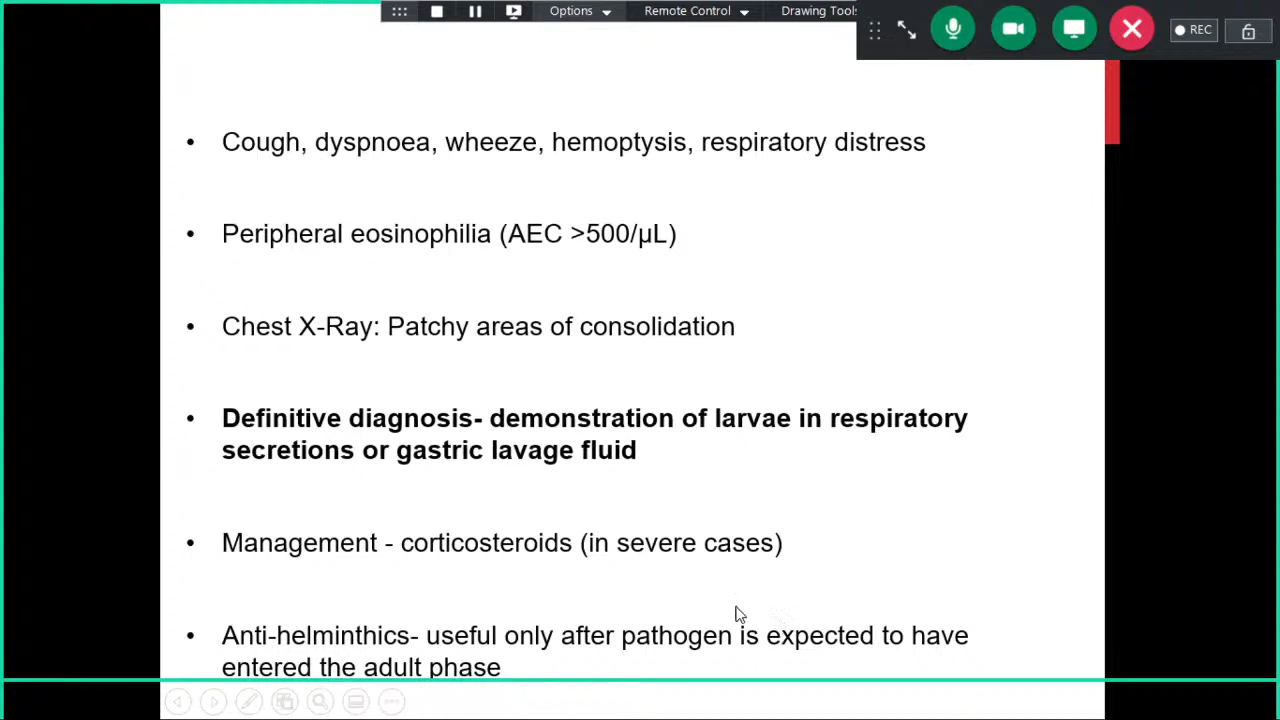 Options
Remote Control
Drawing Tools
REC
• Cough, dyspnoea, wheeze, hemoptysis, respiratory distress
• Peripheral eosinophilia (AEC >500/µL)
• Chest X-Ray: Patchy areas of consolidation
• Definitive diagnosis- demonstration of larvae in respiratory
secretions or gastric lavage fluid
• Management - corticosteroids (in severe cases)
• Anti-helminthics- useful only after pathogen is expected to have
entered the adult phase